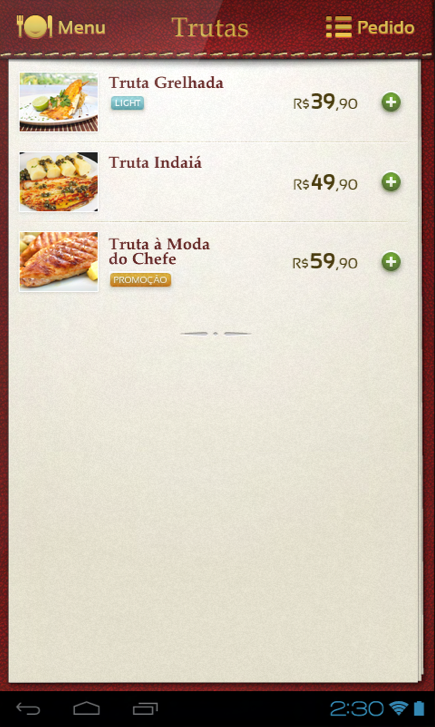 Menu
Trutas
Pedido
Truta Grelhada
LIGHT
R$39,90
Truta Indaiá
R$49,90
Truta à Moda
do Chefe
PROMOÇÃO
R$59,90
2:30